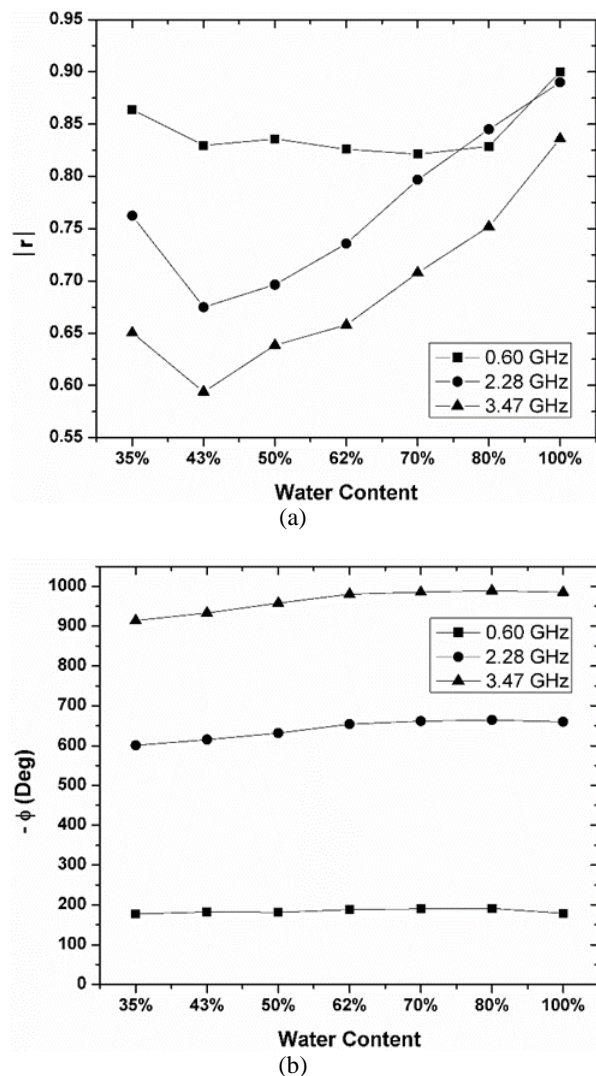 0.95
0.90
0.85
0.80
0.75
0.70
0.65
0.60
0.55
|r|
0.60 GHz
2.28 GHz
3.47 GHz
35% 43% 50% 62% 70% 80% 100%
Water Content
(a)
1000
900
800
700
600
500
400
300
200
100
0
- ϕ (Deg)
0.60 GHz
2.28 GHz
3.47 GHz
35% 43% 50% 62% 70% 80% 100%
Water Content
(b)